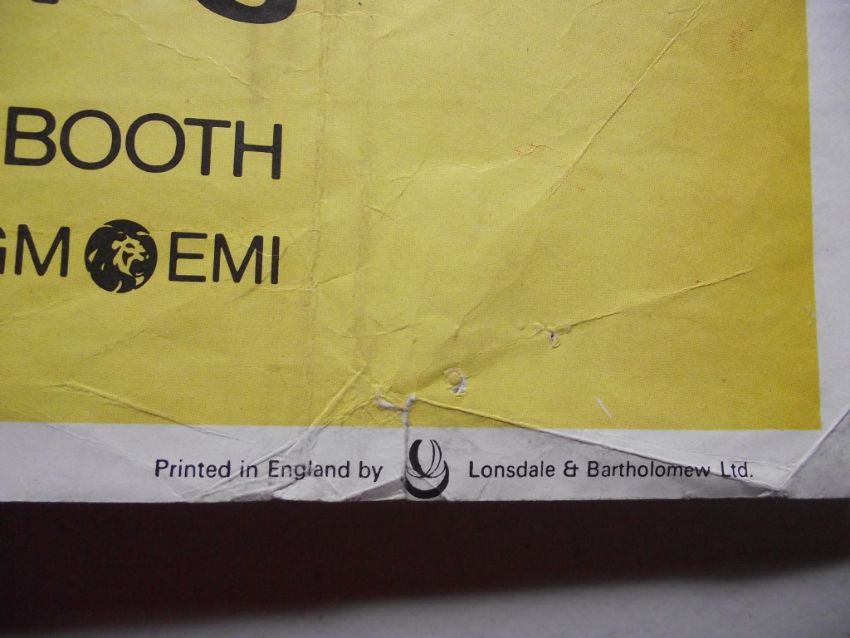 BOOTH
GM EMI
Printed in England by Lonsdale & Bartholomew Ltd.